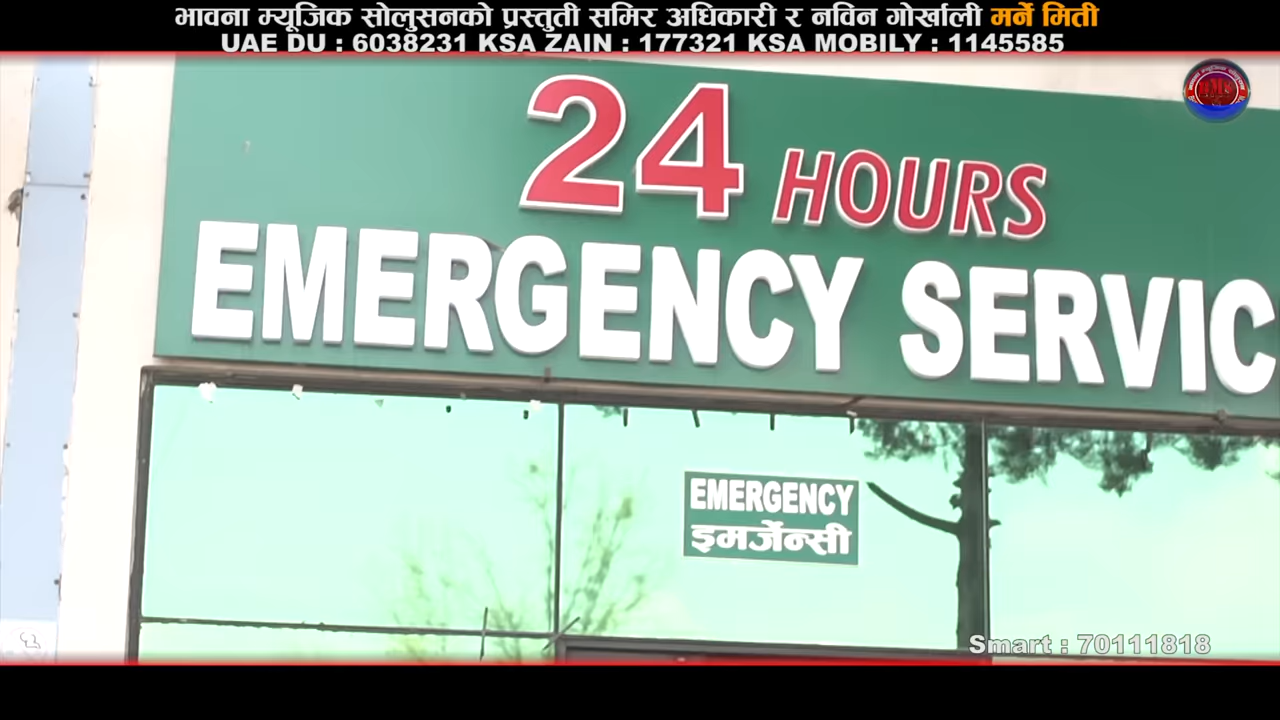 भावना म्यूजिक सोलुसनको प्रस्तुती समिर अधिकारी र नविन गोर्खाली मर्ने मिती
UAE DU : 6038231 KSA ZAIN : 177321 KSA MOBILY : 1145585
24 HOURS
EMERGENCY SERVIC
EMERGENCY
इमर्जेन्सी
Smart : 70111818